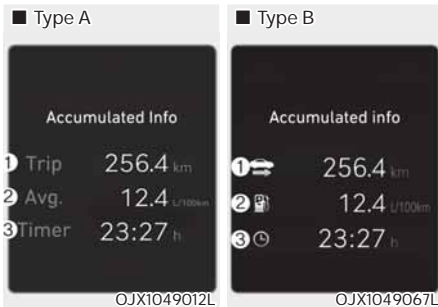 ■ Type A
Accumulated Info
① Trip 256.4 km
② Avg. 12.4 L/100km
③ Timer 23:27 h
OJX1049012L
■ Type B
Accumulated info
① 256.4 km
② 12.4 L/100km
③ 23:27 h
OJX1049067L